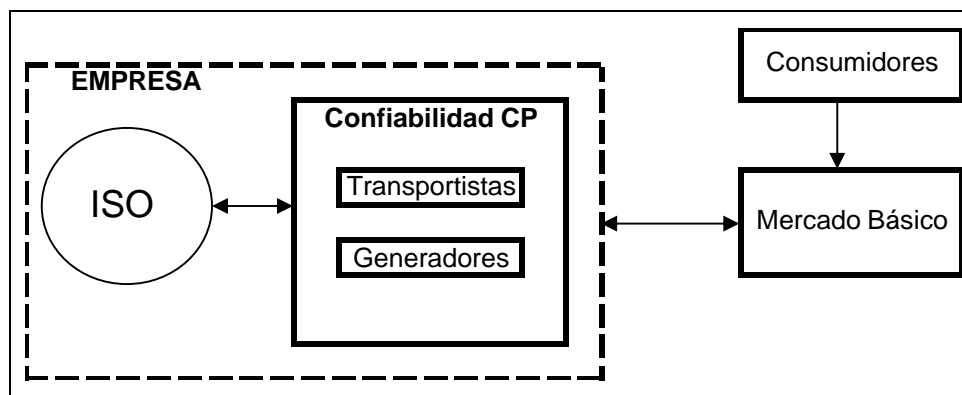 EMPRESA
ISO
Confiabilidad CP
Transportistas
Generadores
Consumidores
Mercado Básico